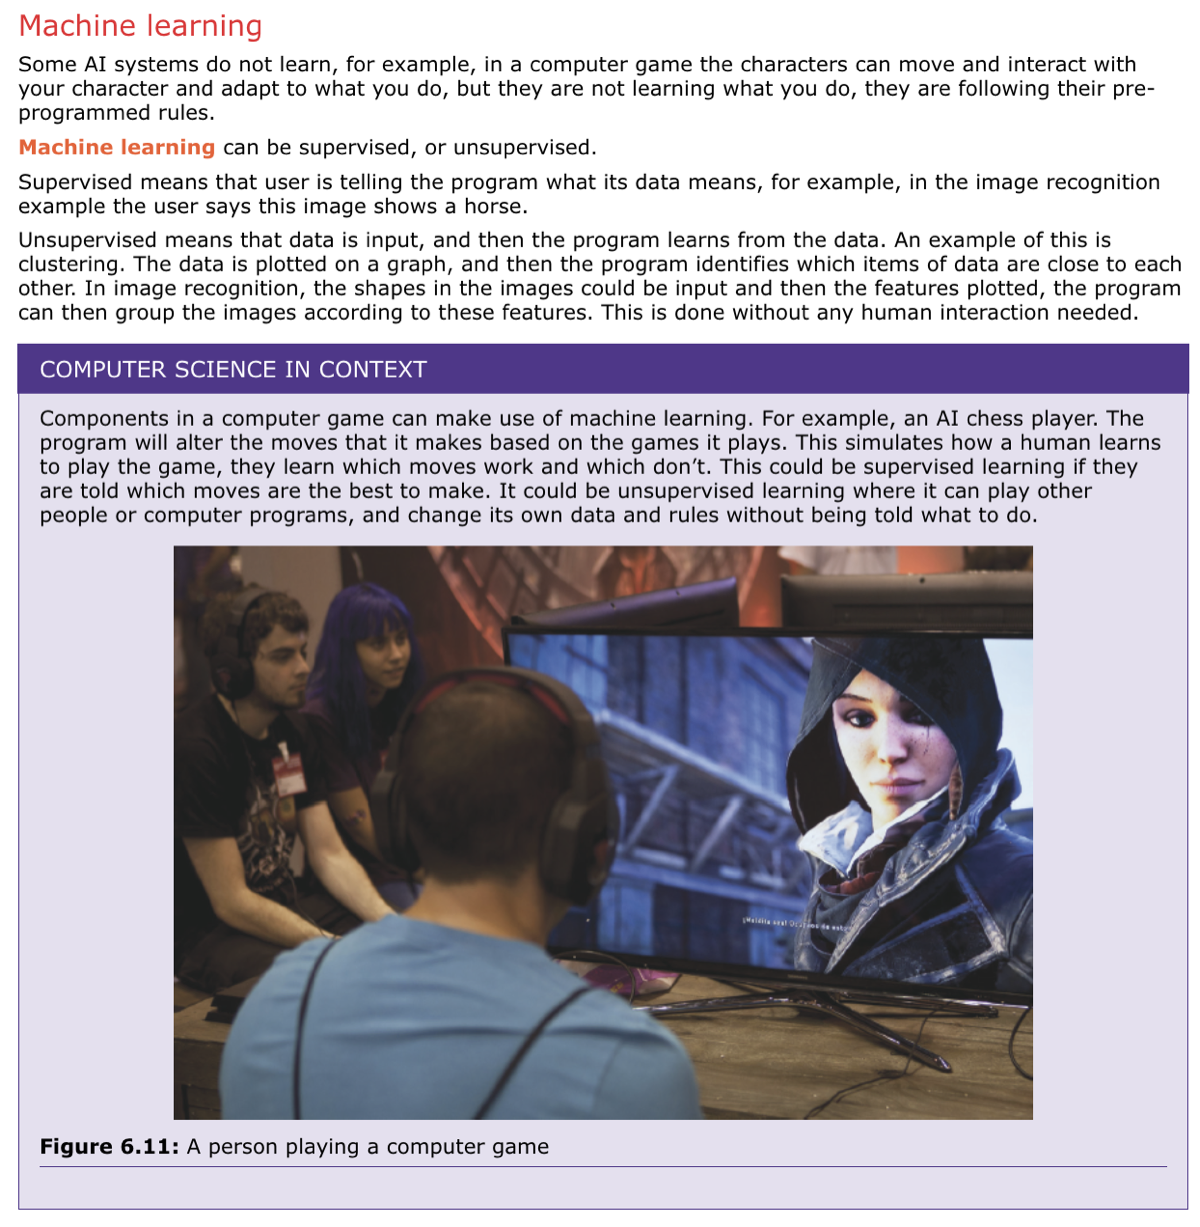 Machine learning
Some AI systems do not learn, for example, in a computer game the characters can move and interact with
your character and adapt to what you do, but they are not learning what you do, they are following their pre-
programmed rules.
Machine learning can be supervised, or unsupervised.
Supervised means that user is telling the program what its data means, for example, in the image recognition
example the user says this image shows a horse.
Unsupervised means that data is input, and then the program learns from the data. An example of this is
clustering. The data is plotted on a graph, and then the program identifies which items of data are close to each
other. In image recognition, the shapes in the images could be input and then the features plotted, the program
can then group the images according to these features. This is done without any human interaction needed.
COMPUTER SCIENCE IN CONTEXT
Components in a computer game can make use of machine learning. For example, an AI chess player. The
program will alter the moves that it makes based on the games it plays. This simulates how a human learns
to play the game, they learn which moves work and which don’t. This could be supervised learning if they
are told which moves are the best to make. It could be unsupervised learning where it can play other
people or computer programs, and change its own data and rules without being told what to do.
Figure 6.11: A person playing a computer game